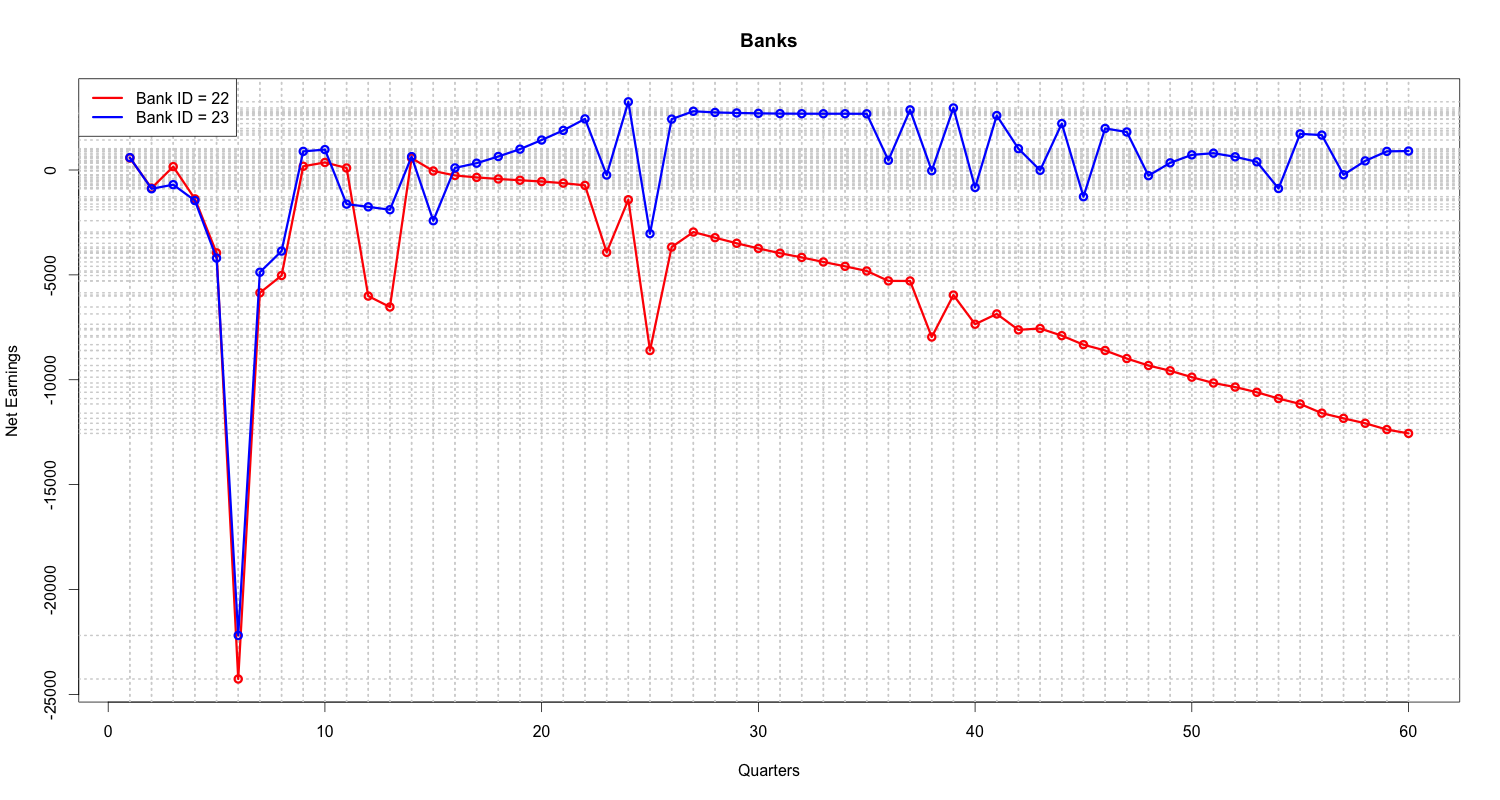 Banks
Bank ID = 22
Bank ID = 23
Net Earnings
0
-5000
-10000
-15000
-20000
-25000
0 10 20 30 40 50 60
Quarters